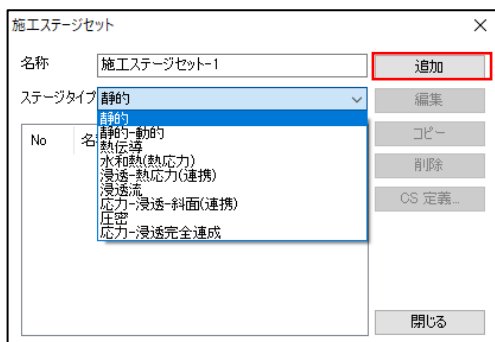 施工ステージセット
名称 施工ステージセット-1 追加
ステージタイプ 静的 編集
静的 コピー
No 名 静的-動的
熱伝導 削除
水和熱(熱応力)
浸透-熱応力(連携) CS 定義...
浸透流
応力-浸透-斜面(連携)
圧密
応力-浸透完全連成
閉じる